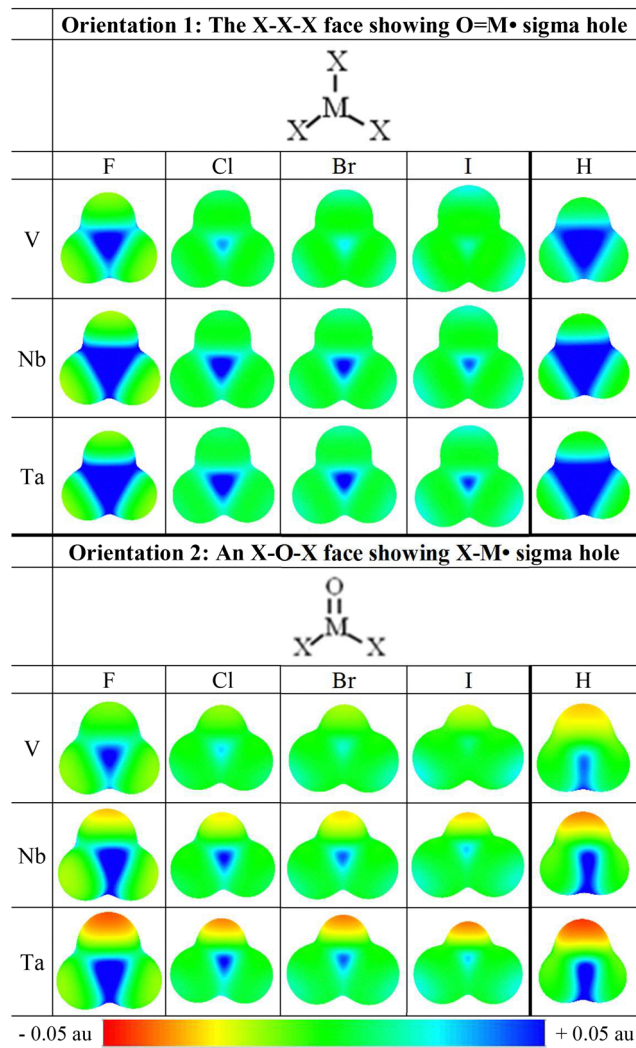 Orientation 1: The X-X-X face showing O=M• sigma hole
X
M
X X
F Cl Br I H
V
Nb
Ta
Orientation 2: An X-O-X face showing X-M• sigma hole
O
M
X X
F Cl Br I H
V
Nb
Ta
- 0.05 au + 0.05 au